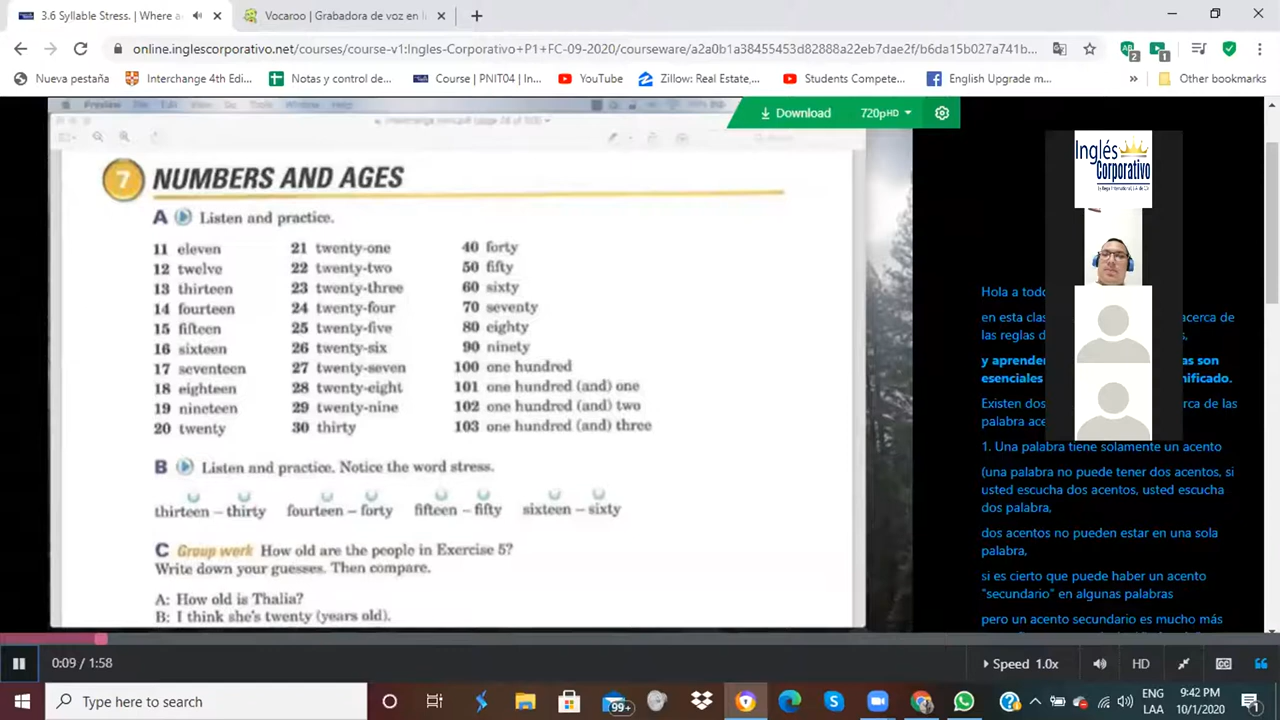 3.6 Syllable Stress. | Where a
Vocaroo | Grabadora de voz en l
online.inglescorporativo.net/courses/course-v1:Ingles-Corporativo+P1+FC-09-2020/courseware/a2a0b1a38455453d82888a22eb7dae2f/b6da15b027a741b...
Nueva pestaña
Interchange 4th Edi...
Notas y control de...
Course | PNIT04 | In...
YouTube
Zillow: Real Estate,...
Students Compete...
English Upgrade m...
»
Other bookmarks
Download
720p HD
7 NUMBERS AND AGES
A Listen and practice.
11 eleven
12 twelve
13 thirteen
14 fourteen
15 fifteen
16 sixteen
17 seventeen
18 eighteen
19 nineteen
20 twenty
21 twenty-one
22 twenty-two
23 twenty-three
24 twenty-four
25 twenty-five
26 twenty-six
27 twenty-seven
28 twenty-eight
29 twenty-nine
30 thirty
40 forty
50 fifty
60 sixty
70 seventy
80 eighty
90 ninety
100 one hundred
101 one hundred (and) one
102 one hundred (and) two
103 one hundred (and) three
B Listen and practice. Notice the word stress.
thirteen – thirty fourteen – forty fifteen – fifty sixteen – sixty
C Group work How old are the people in Exercise 5?
Write down your guesses. Then compare.
A: How old is Thalia?
B: I think she's twenty (years old).
Inglés
Corporativo
Hola a todo
en esta clas acerca de
las reglas d
y aprender as son
esenciales nificado.
Existen dos rca de las
palabra ace
1. Una palabra tiene solamente un acento
(una palabra no puede tener dos acentos, si
usted escucha dos acentos, usted escucha
dos palabra,
dos acentos no pueden estar en una sola
palabra,
si es cierto que puede haber un acento
"secundario" en algunas palabras
pero un acento secundario es mucho más
0:09 / 1:58
Speed 1.0x
HD
Type here to search
99+
ENG
LAA
9:42 PM
10/1/2020